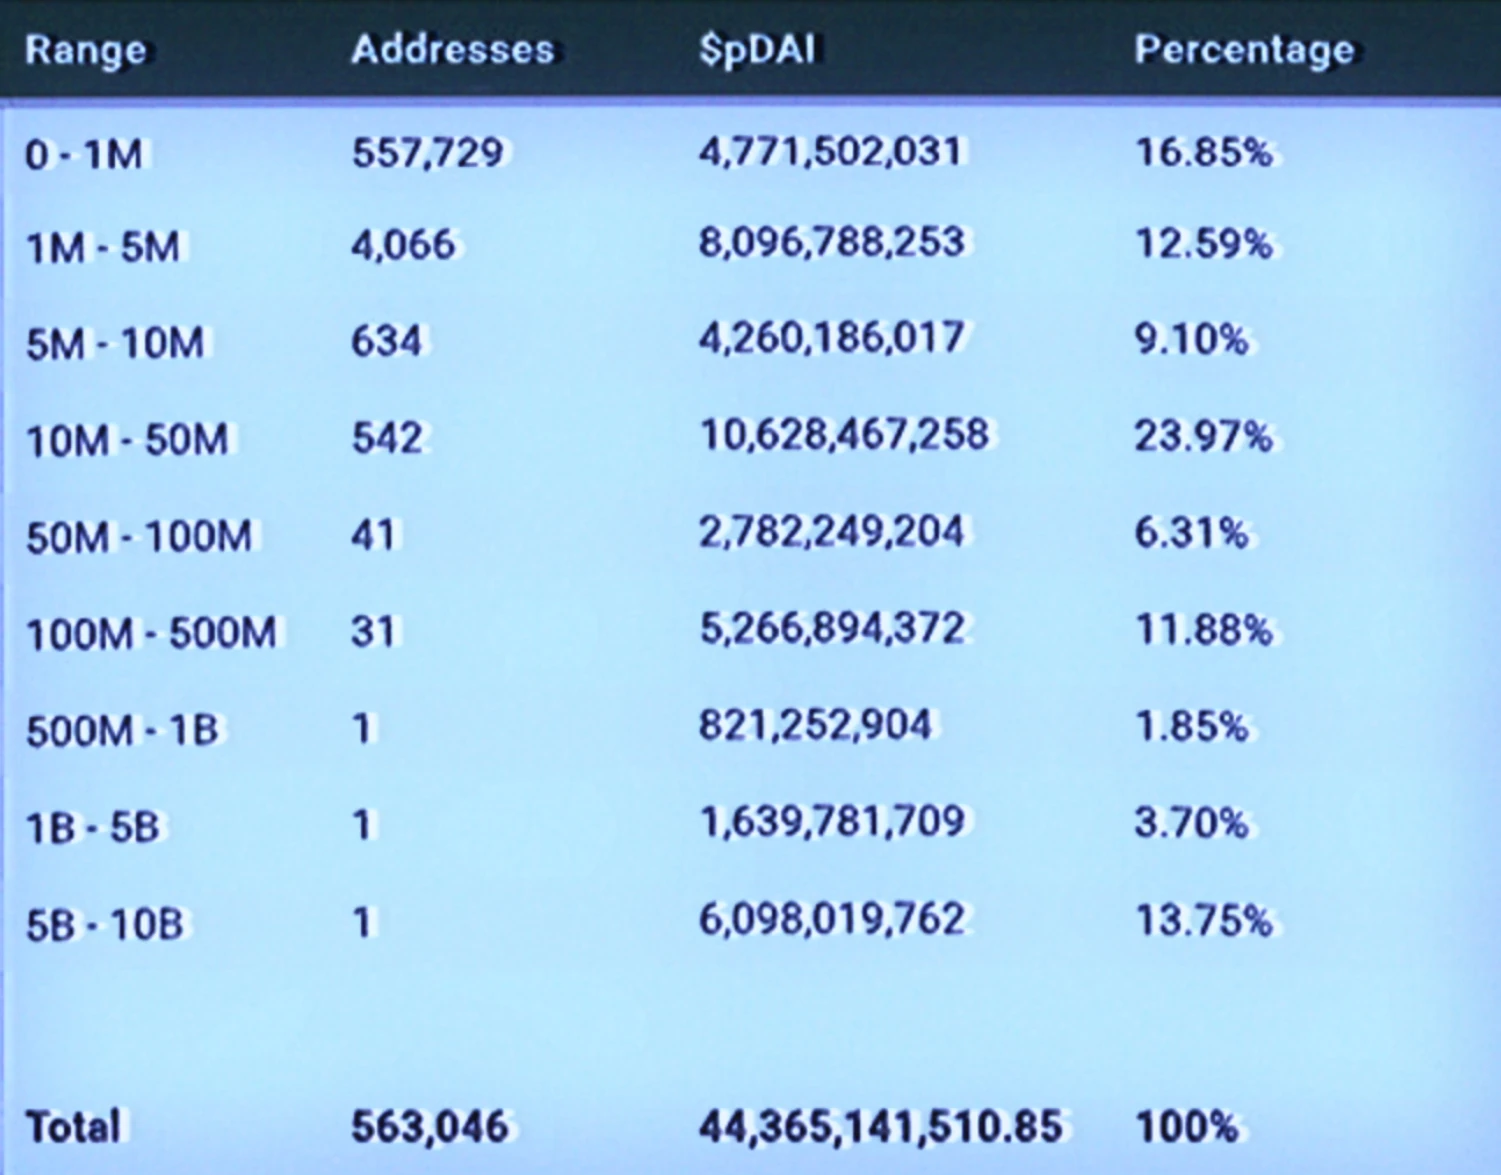 Range Addresses $pDAI Percentage
0 - 1M 557,729 4,771,502,031 16.85%
1M - 5M 4,066 8,096,788,253 12.59%
5M - 10M 634 4,260,186,017 9.10%
10M - 50M 542 10,628,467,258 23.97%
50M - 100M 41 2,782,249,204 6.31%
100M - 500M 31 5,266,894,372 11.88%
500M - 1B 1 821,252,904 1.85%
1B - 5B 1 1,639,781,709 3.70%
5B - 10B 1 6,098,019,762 13.75%
Total 563,046 44,365,141,510.85 100%